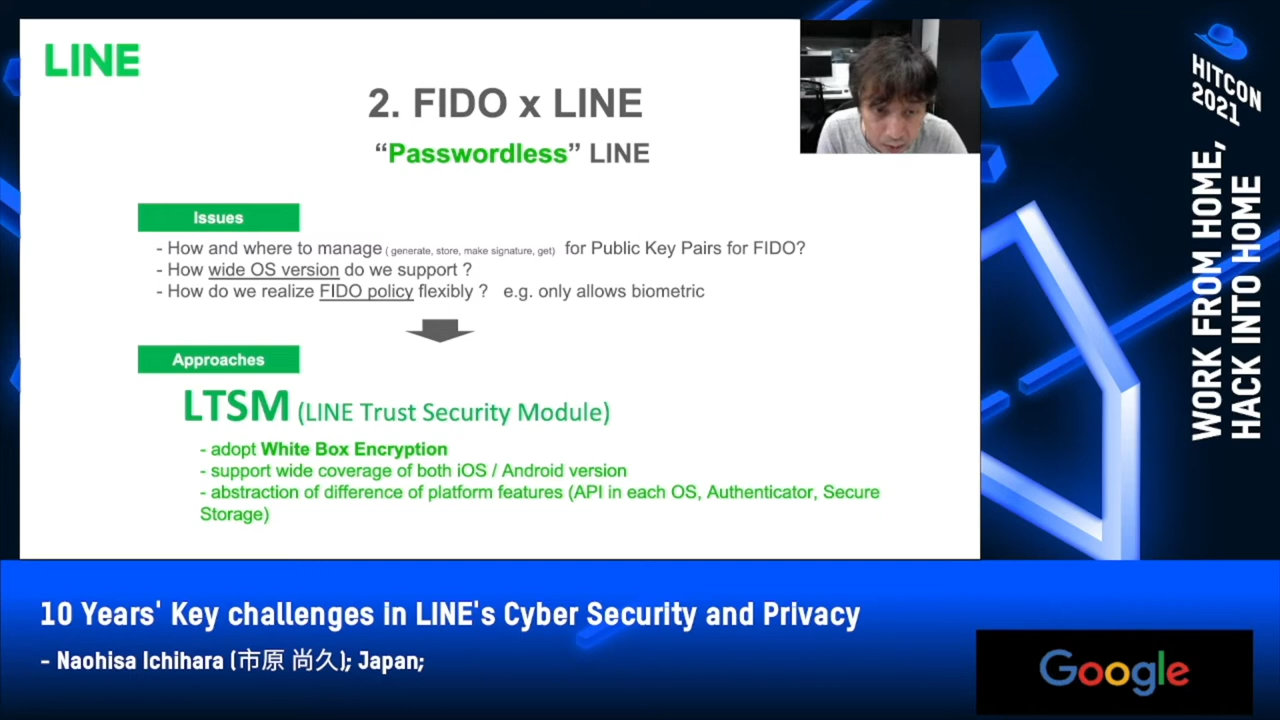 LINE
2. FIDO x LINE
“Passwordless” LINE
Issues
- How and where to manage ( generate, store, make signature, get) for Public Key Pairs for FIDO?
- How wide OS version do we support ?
- How do we realize FIDO policy flexibly ? e.g. only allows biometric
Approaches
LTSM (LINE Trust Security Module)
- adopt White Box Encryption
- support wide coverage of both iOS / Android version
- abstraction of difference of platform features (API in each OS, Authenticator, Secure
Storage)
HITCON
2021
WORK FROM HOME,
HACK INTO HOME
10 Years' Key challenges in LINE's Cyber Security and Privacy
- Naohisa Ichihara (市原 尚久); Japan;
Google